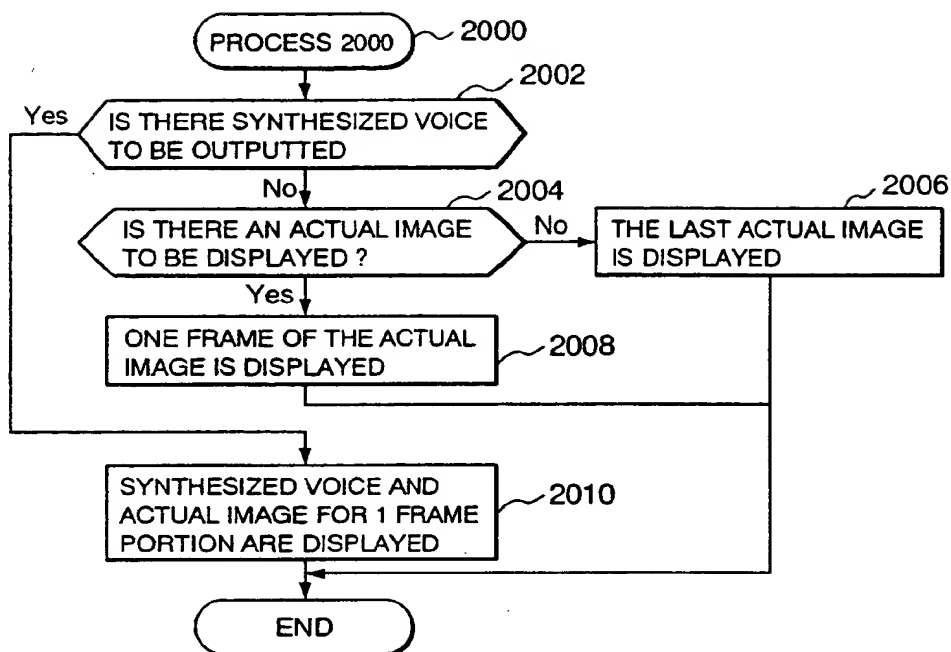 PROCESS 2000
2000
2002
Yes
IS THERE SYNTHESIZED VOICE
TO BE OUTPUTTED
No
2004
IS THERE AN ACTUAL IMAGE
TO BE DISPLAYED ?
No
2006
THE LAST ACTUAL IMAGE
IS DISPLAYED
Yes
ONE FRAME OF THE ACTUAL
IMAGE IS DISPLAYED
2008
SYNTHESIZED VOICE AND
ACTUAL IMAGE FOR 1 FRAME
PORTION ARE DISPLAYED
2010
END